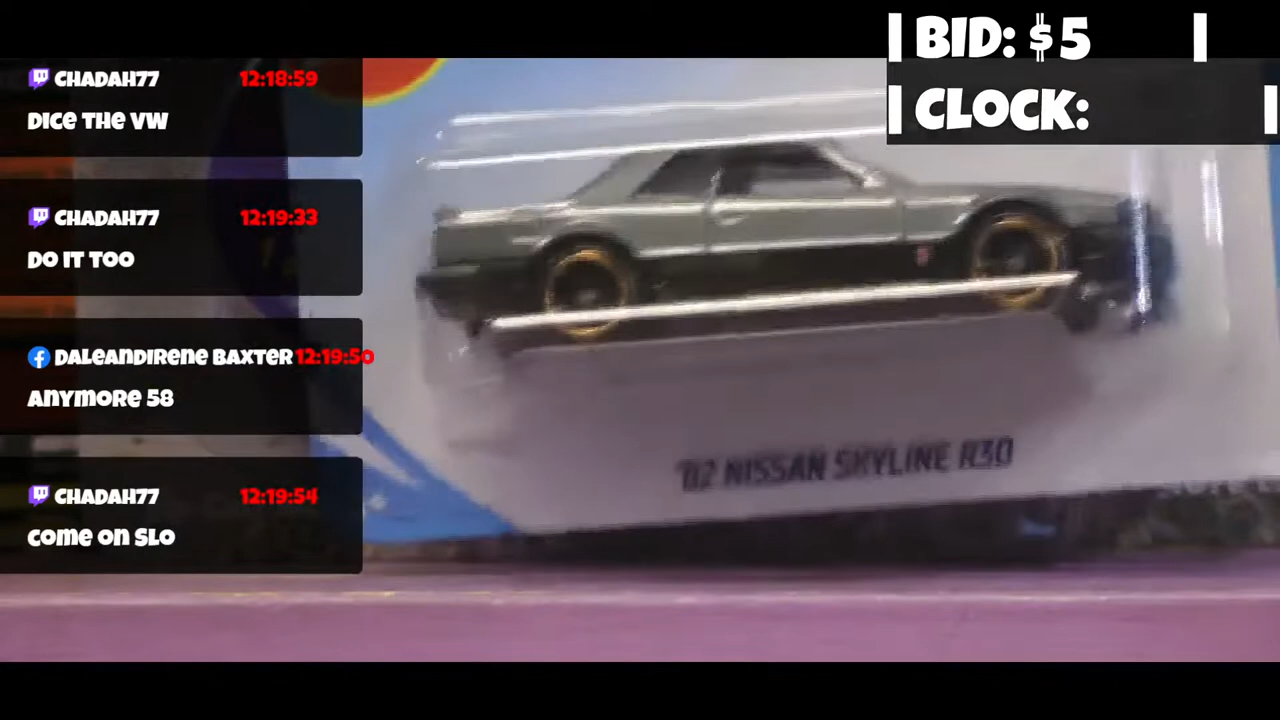 CHADAH77 12:18:59
DICE THE VW
CHADAH77 12:19:33
DO IT TOO
DALEANDIRENE BAXTER 12:19:50
ANYMORE 58
CHADAH77 12:19:54
COME ON SLO
| BID: $5 |
| CLOCK: |
'82 NISSAN SKYLINE R30